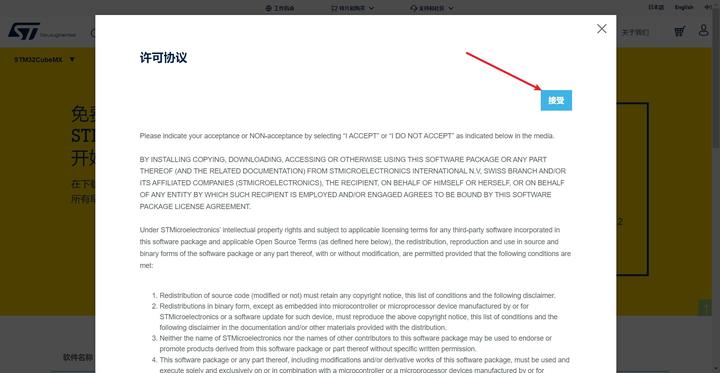 工作机会
样片和购买
支持和社区
日本語
English
ST
life.augmented
关于我们
STM32CubeMX
许可协议
接受
Please indicate your acceptance or NON-acceptance by selecting “I ACCEPT” or “I DO NOT ACCEPT” as indicated below in the media.
BY INSTALLING COPYING, DOWNLOADING, ACCESSING OR OTHERWISE USING THIS SOFTWARE PACKAGE OR ANY PART
THEREOF (AND THE RELATED DOCUMENTATION) FROM STMICROELECTRONICS INTERNATIONAL N.V, SWISS BRANCH AND/OR
ITS AFFILIATED COMPANIES (STMICROELECTRONICS), THE RECIPIENT, ON BEHALF OF HIMSELF OR HERSELF, OR ON BEHALF
OF ANY ENTITY BY WHICH SUCH RECIPIENT IS EMPLOYED AND/OR ENGAGED AGREES TO BE BOUND BY THIS SOFTWARE
PACKAGE LICENSE AGREEMENT.
Under STMicroelectronics’ intellectual property rights and subject to applicable licensing terms for any third-party software incorporated in
this software package and applicable Open Source Terms (as defined here below), the redistribution, reproduction and use in source and
binary forms of the software package or any part thereof, with or without modification, are permitted provided that the following conditions are
met:
1. Redistribution of source code (modified or not) must retain any copyright notice, this list of conditions and the following disclaimer.
2. Redistributions in binary form, except as embedded into microcontroller or microprocessor device manufactured by or for
STMicroelectronics or a software update for such device, must reproduce the above copyright notice, this list of conditions and the
following disclaimer in the documentation and/or other materials provided with the distribution.
3. Neither the name of STMicroelectronics nor the names of other contributors to this software package may be used to endorse or
promote products derived from this software package or part thereof without specific written permission.
4. This software package or any part thereof, including modifications and/or derivative works of this software package, must be used and
execute solely and exclusively on or in combination with a microcontroller or a microprocessor devices manufactured by or for
免
ST
开
在下
所有
2
软件名称